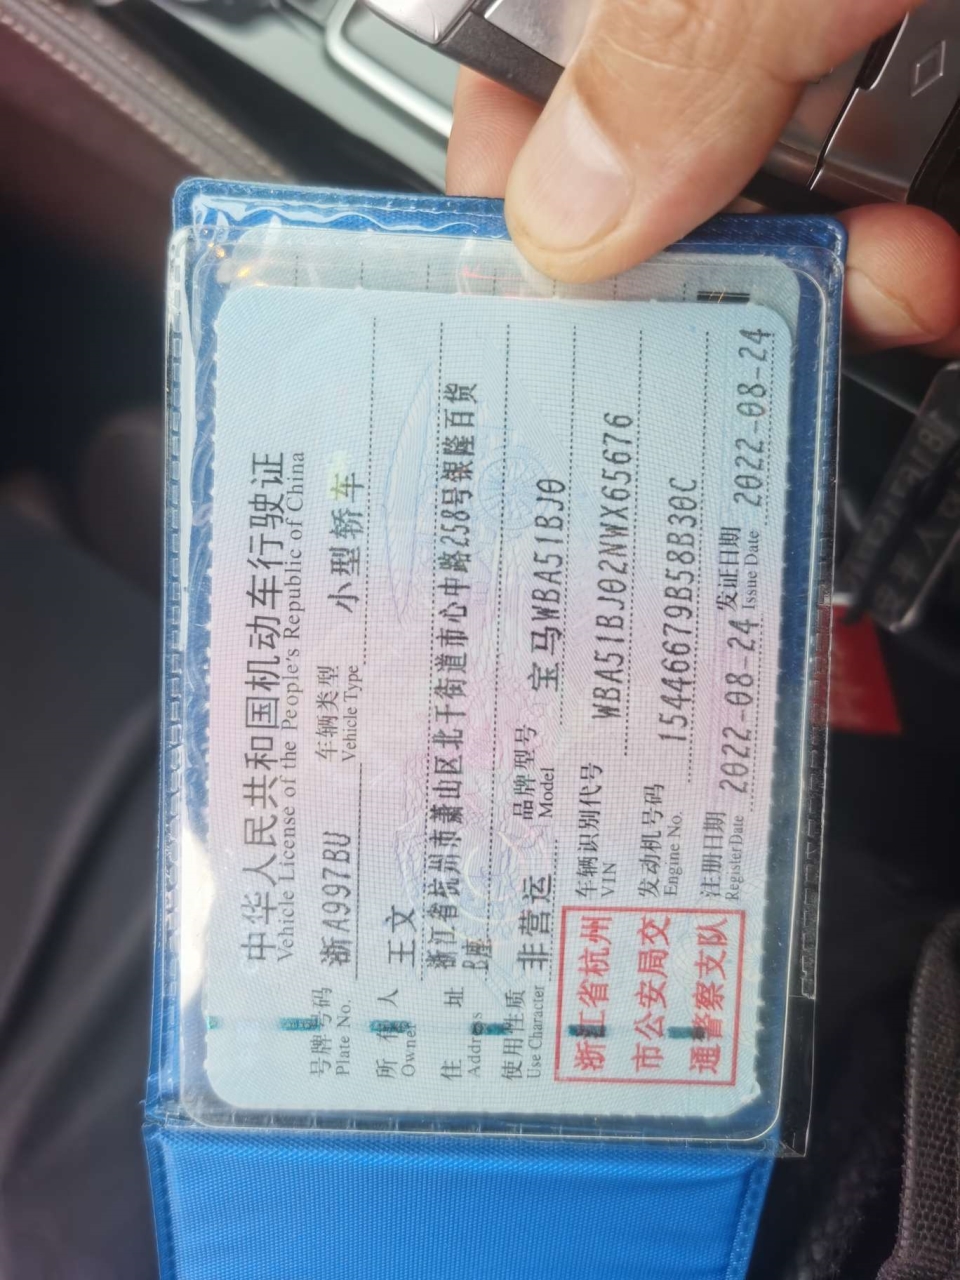 中华人民共和国机动车行驶证
Vehicle License of the People's Republic of China
号牌号码 浙A997BU 车辆类型 小型轿车
Plate No. Vehicle Type
所有人 王文
Owner
住址 浙江省杭州市萧山区北干街道市心中路258号银隆百货
Address B座
使用性质 非营运 品牌型号 宝马WBA51BJ0
Use Character Model
浙江省杭州
市公安局交
通警察支队
车辆识别代号 WBA51BJ02NWX65676
VIN
发动机号码 15446679B58B30C
Engine No.
注册日期 2022-08-24 发证日期 2022-08-24
Register Date Issue Date